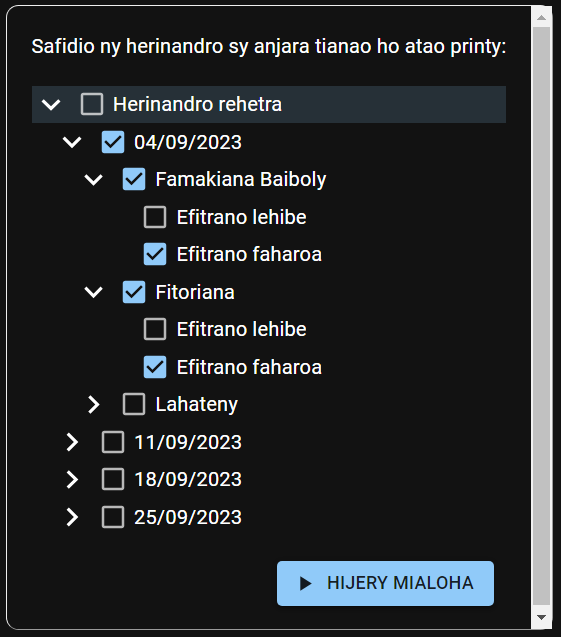 Safidio ny herinandro sy anjara tianao ho atao printy:
Herinandro rehetra
04/09/2023
Famakiana Baiboly
Efitrano lehibe
Efitrano faharoa
Fitoriana
Efitrano lehibe
Efitrano faharoa
Lahateny
11/09/2023
18/09/2023
25/09/2023
HIJERY MIALOHA